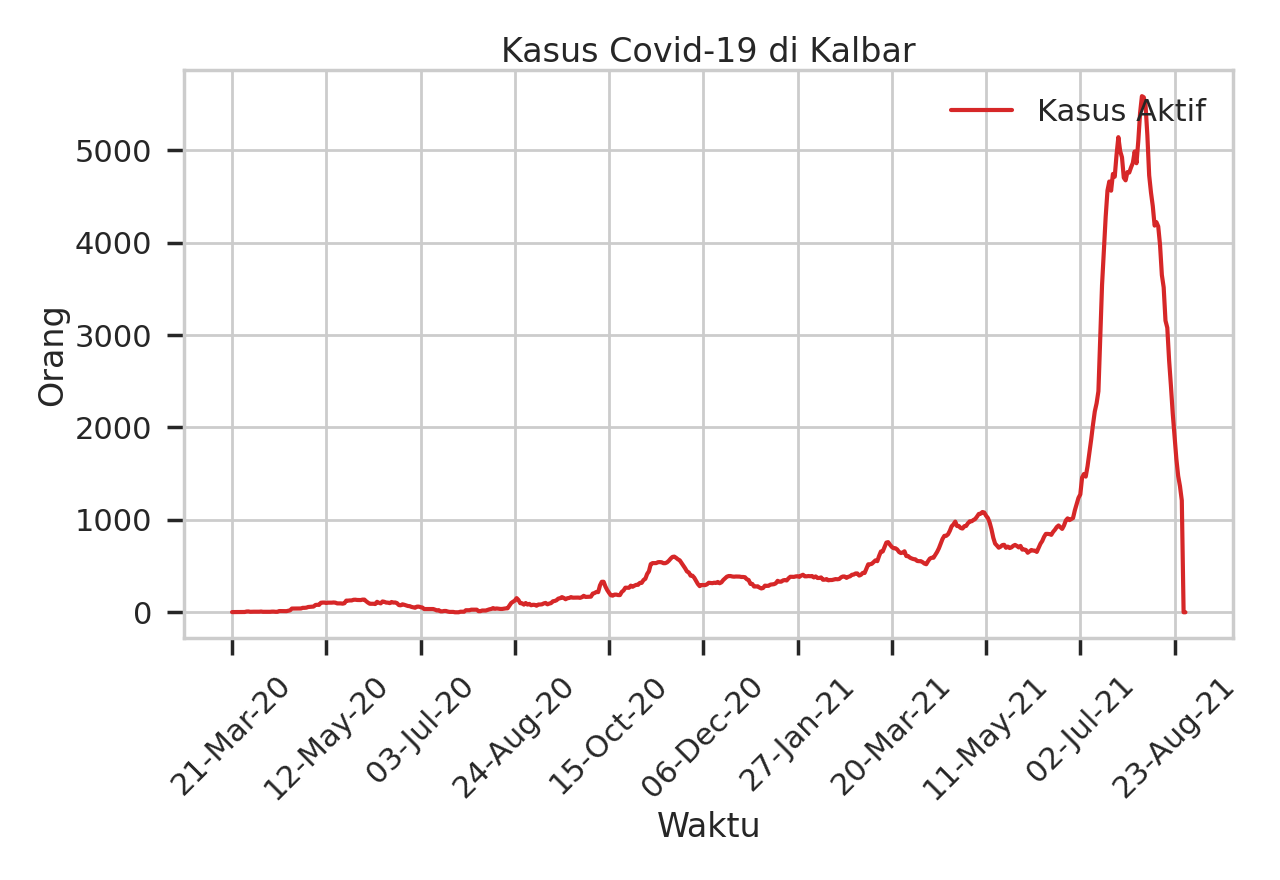 Kasus Covid-19 di Kalbar
Kasus Aktif
Orang
5000
4000
3000
2000
1000
0
21-Mar-20
12-May-20
03-Jul-20
24-Aug-20
15-Oct-20
06-Dec-20
27-Jan-21
20-Mar-21
11-May-21
02-Jul-21
23-Aug-21
Waktu